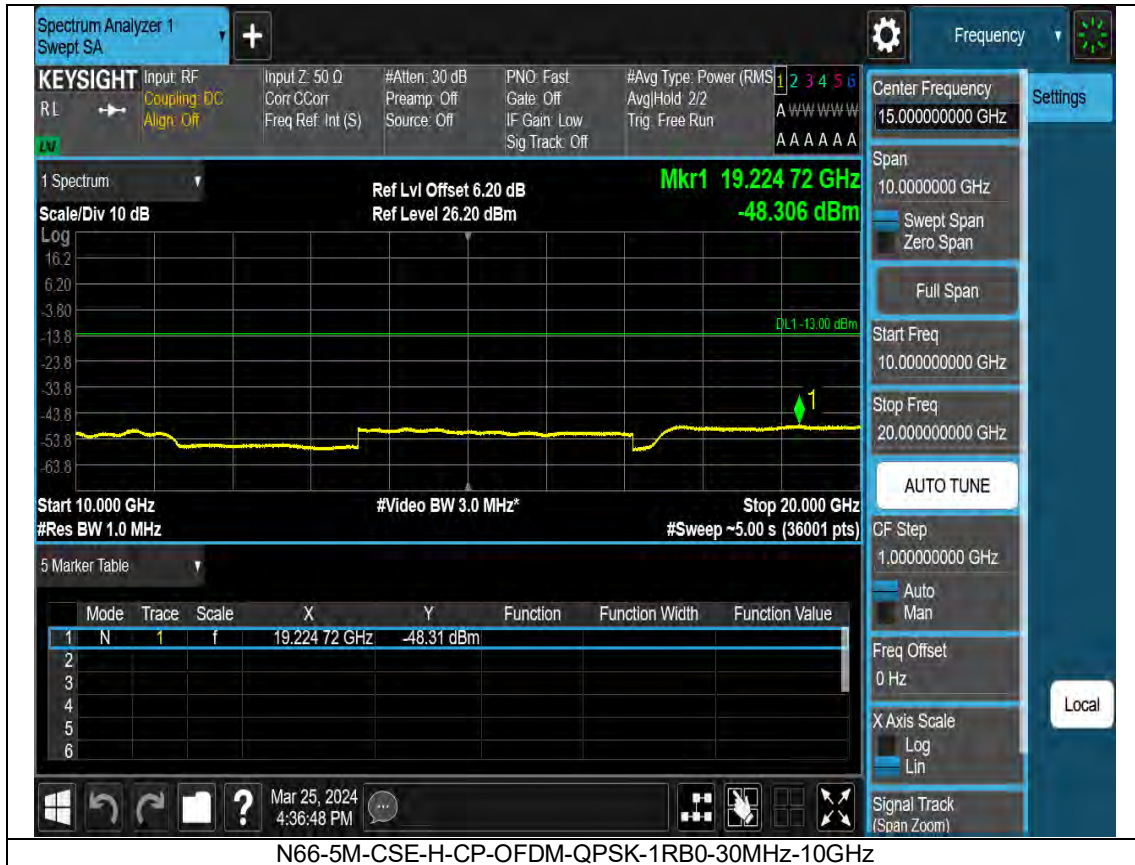 Spectrum Analyzer 1
Swept SA
Frequency
KEYSIGHT Input: RF Input Z: 50 Ω #Atten: 30 dB PNO: Fast #Avg Type: Power (RMS 1 2 3 4 5 6
RL Coupling: DC Corr CCorr Preamp: Off Gate: Off Avg|Hold: 2/2 A W W W W W
Align: Off Freq Ref: Int (S) Source: Off IF Gain: Low Trig: Free Run
Sig Track: Off A A A A A A
1 Spectrum
Ref Lvl Offset 6.20 dB
Mkr1 19.224 72 GHz
Scale/Div 10 dB
Ref Level 26.20 dBm
-48.306 dBm
Log
16.2
6.20
-3.80
DL1 -13.00 dBm
-13.8
-23.8
-33.8
1
-43.8
-53.8
-63.8
Start 10.000 GHz #Video BW 3.0 MHz* Stop 20.000 GHz
#Res BW 1.0 MHz #Sweep ~5.00 s (36001 pts)
5 Marker Table
Mode Trace Scale X Y Function Function Width Function Value
1 N 1 f 19.224 72 GHz -48.31 dBm
2
3
4
5
6
Mar 25, 2024
4:36:48 PM
Center Frequency
15.000000000 GHz
Settings
Span
10.0000000 GHz
Swept Span
Zero Span
Full Span
Start Freq
10.000000000 GHz
Stop Freq
20.000000000 GHz
AUTO TUNE
CF Step
1.000000000 GHz
Auto
Man
Freq Offset
0 Hz
Local
X Axis Scale
Log
Lin
Signal Track
(Span Zoom)
N66-5M-CSE-H-CP-OFDM-QPSK-1RB0-30MHz-10GHz